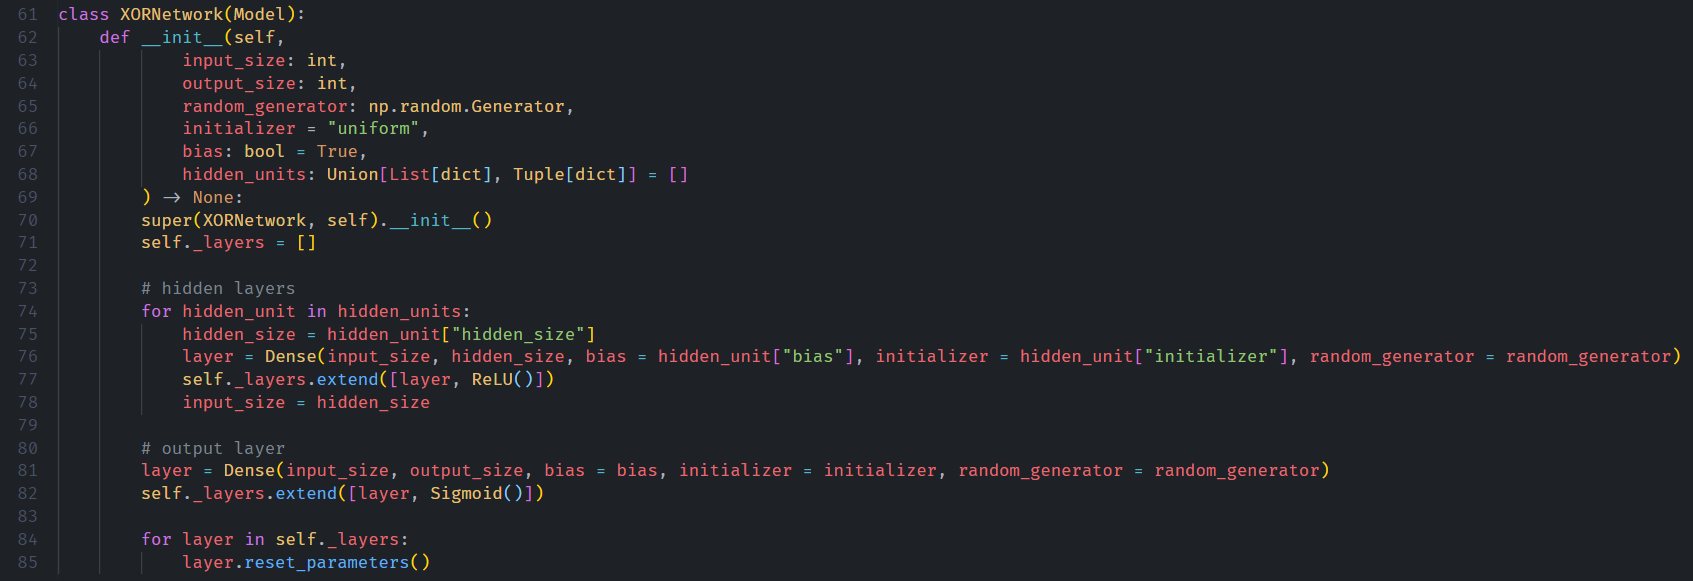 61 class XORNetwork(Model):
62     def __init__(self,
63             input_size: int,
64             output_size: int,
65             random_generator: np.random.Generator,
66             initializer = "uniform",
67             bias: bool = True,
68             hidden_units: Union[List[dict], Tuple[dict]] = []
69         ) -> None:
70         super(XORNetwork, self).__init__()
71         self._layers = []
72
73         # hidden layers
74         for hidden_unit in hidden_units:
75             hidden_size = hidden_unit["hidden_size"]
76             layer = Dense(input_size, hidden_size, bias = hidden_unit["bias"], initializer = hidden_unit["initializer"], random_generator = random_generator)
77             self._layers.extend([layer, ReLU()])
78             input_size = hidden_size
79
80         # output layer
81         layer = Dense(input_size, output_size, bias = bias, initializer = initializer, random_generator = random_generator)
82         self._layers.extend([layer, Sigmoid()])
83
84         for layer in self._layers:
85             layer.reset_parameters()